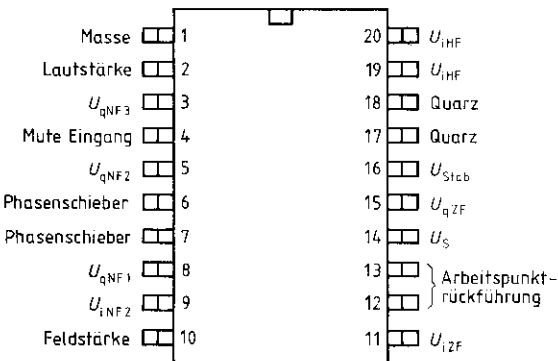 Masse 1
Lautstärke 2
U_qNF3 3
Mute Eingang 4
U_qNF2 5
Phasenschieber 6
Phasenschieber 7
U_qNF1 8
U_iNF2 9
Feldstärke 10
20 U_iHF
19 U_iHF
18 Quarz
17 Quarz
16 U_Stab
15 U_qZF
14 U_S
13
12
Arbeitspunkt-
rückführung
11 U_iZF